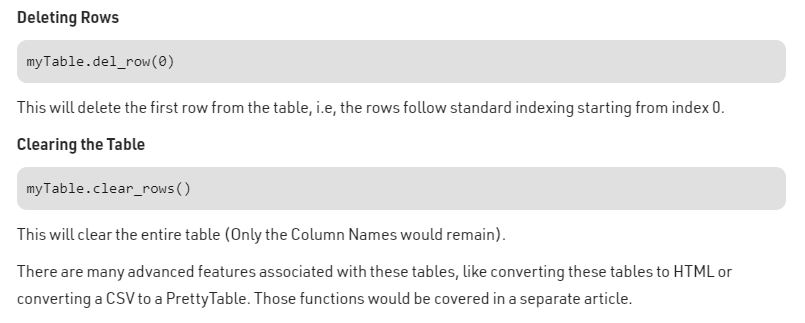 Deleting Rows
myTable.del_row(0)
This will delete the first row from the table, i.e, the rows follow standard indexing starting from index 0.
Clearing the Table
myTable.clear_rows()
This will clear the entire table (Only the Column Names would remain).
There are many advanced features associated with these tables, like converting these tables to HTML or
converting a CSV to a PrettyTable. Those functions would be covered in a separate article.